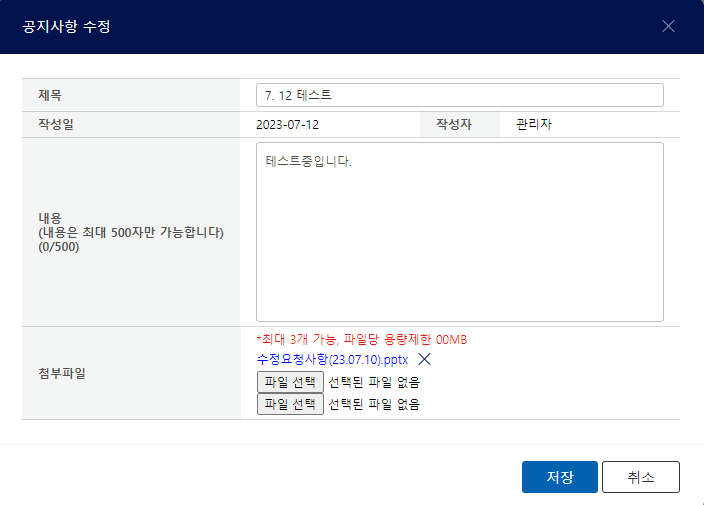 공지사항 수정
제목
7. 12 테스트
작성일
2023-07-12
작성자
관리자
내용
(내용은 최대 500자만 가능합니다)
(0/500)
테스트중입니다.
첨부파일
*최대 3개 가능, 파일당 용량제한 00MB
수정요청사항(23.07.10).pptx
파일 선택 선택된 파일 없음
파일 선택 선택된 파일 없음
저장
취소